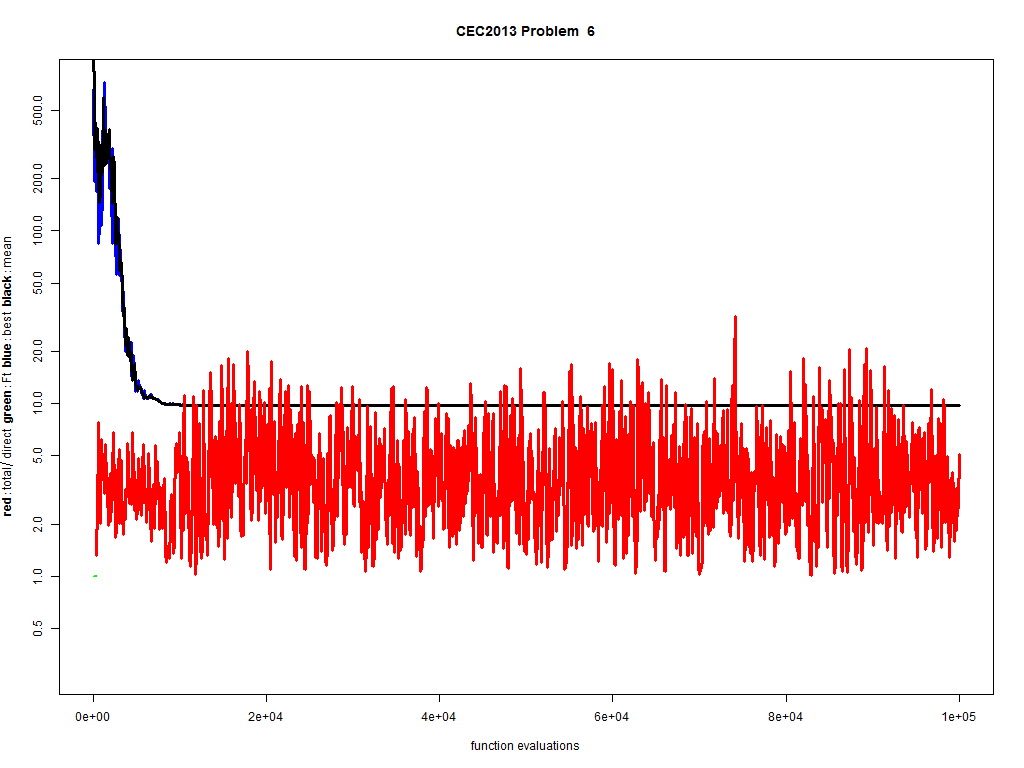 CEC2013 Problem  6
red : total/ direct  green : Ft  blue : best  black : mean
500.0
200.0
100.0
50.0
20.0
10.0
5.0
2.0
1.0
0.5
0e+00
2e+04
4e+04
6e+04
8e+04
1e+05
function evaluations